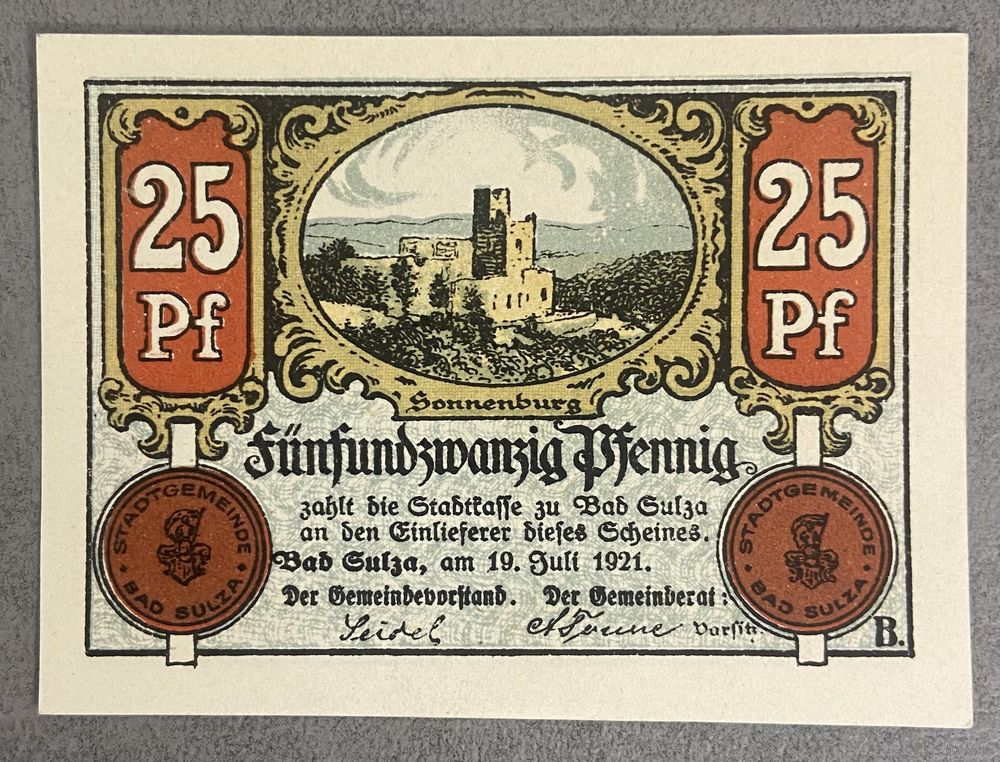 25
Pf
25
Pf
Sonnenburg
Fünfundzwanzig Pfennig
zahlt die Stadtkasse zu Bad Sulza
an den Einlieferer dieses Scheines.
Bad Sulza, am 19. Juli 1921.
Der Gemeindevorstand. Der Gemeinderat:
Seidel Vorsitz.
B.
STADTGEMEINDE
BAD SULZA
STADTGEMEINDE
BAD SULZA